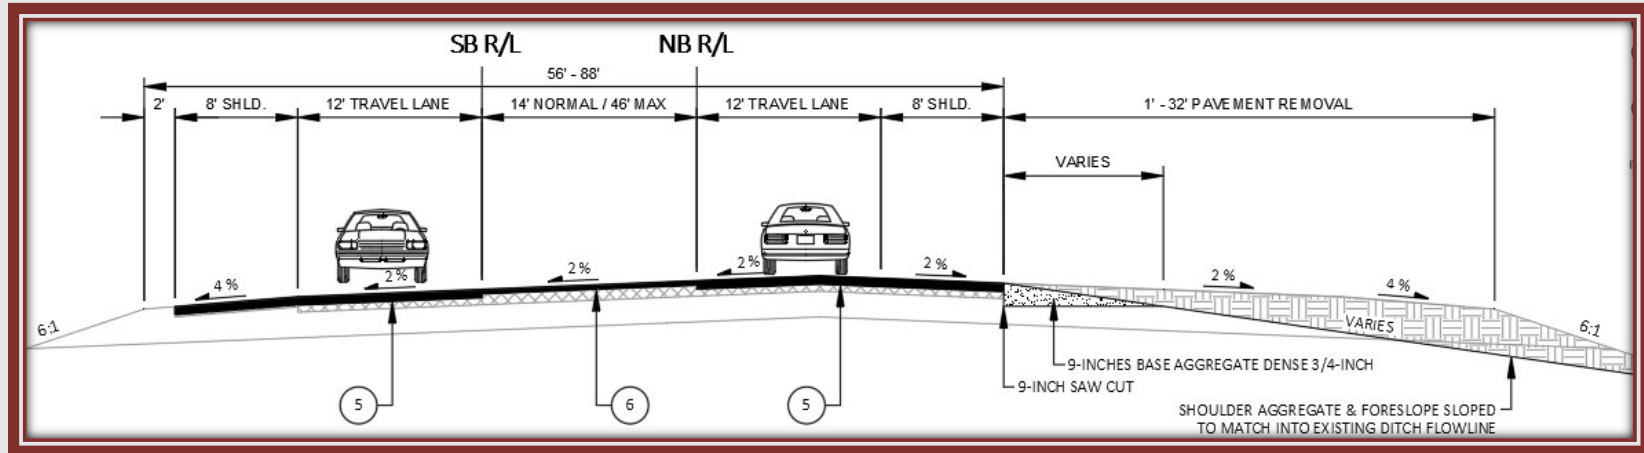 SB R/L
NB R/L
56' - 88'
2'
8' SHLD.
12' TRAVEL LANE
14' NORMAL / 46' MAX
12' TRAVEL LANE
8' SHLD.
1' - 32' PAVEMENT REMOVAL
VARIES
4 %
2 %
2 %
2 %
2 %
2 %
4 %
6:1
VARIES
6:1
9-INCHES BASE AGGREGATE DENSE 3/4-INCH
9-INCH SAW CUT
5
6
5
SHOULDER AGGREGATE & FORESLOPE SLOPED
TO MATCH INTO EXISTING DITCH FLOWLINE